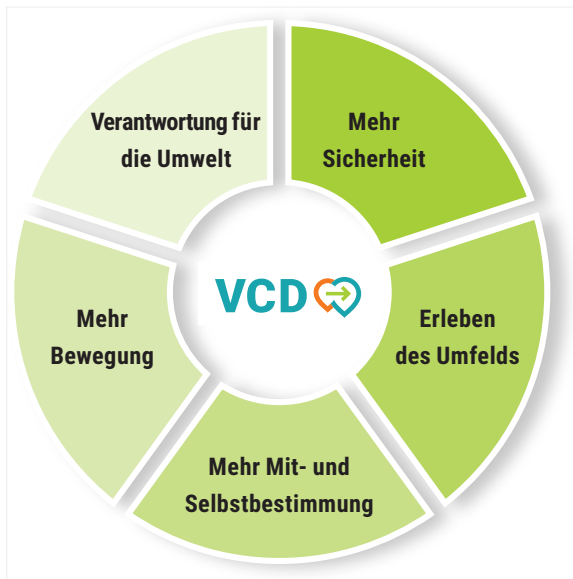 Mehr
Sicherheit
Erleben
des Umfelds
Mehr Mit- und
Selbstbestimmung
Mehr
Bewegung
Verantwortung für
die Umwelt
VCD